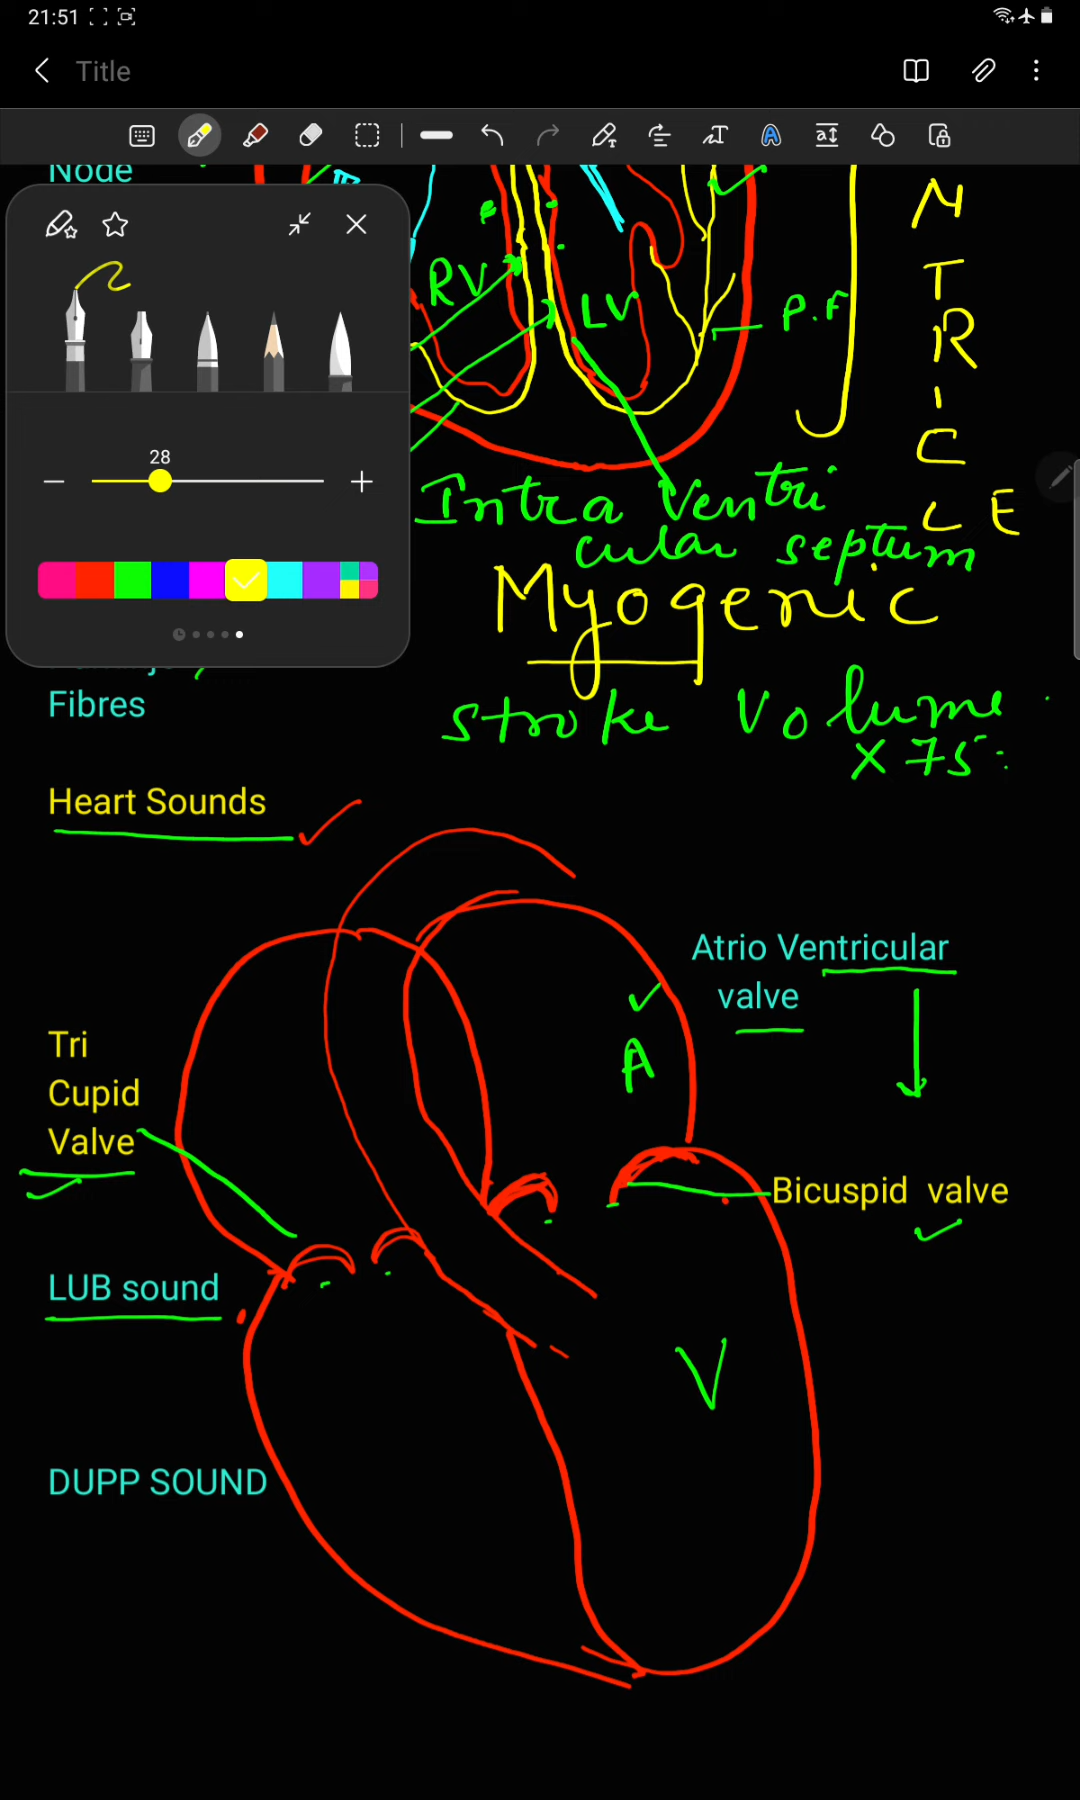 21:51
Title
Node
RV
LV
P.F
M
T
R
I
C
L E
28
Intra Ventri
cular septum
Myogenic
Fibres
stroke Volume
X 75
Heart Sounds
Atrio Ventricular
valve
A
Tri
Cupid
Valve
Bicuspid valve
LUB sound
V
DUPP SOUND